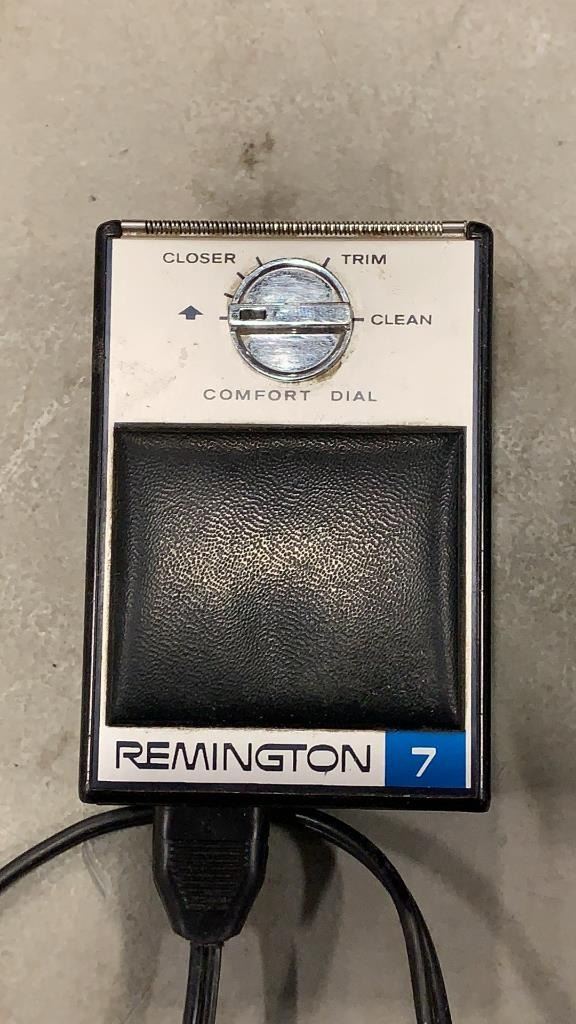 CLOSER TRIM
CLEAN
COMFORT DIAL
REMINGTON 7